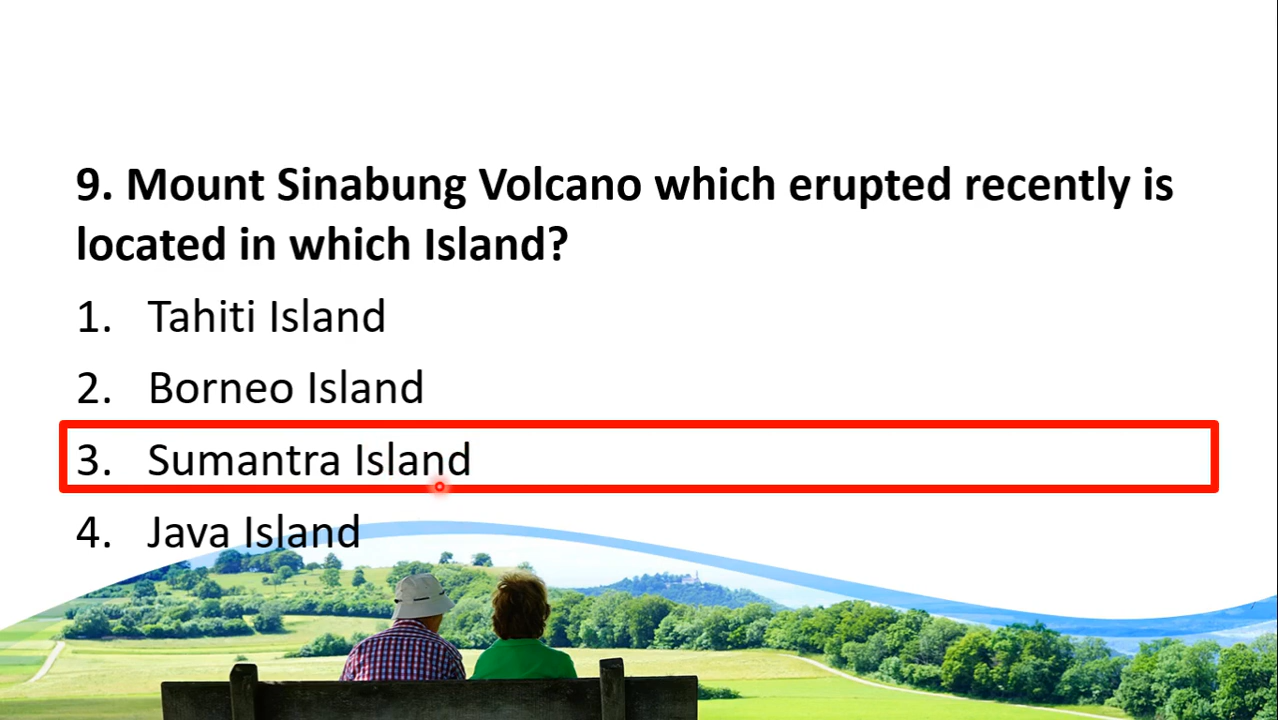 9. Mount Sinabung Volcano which erupted recently is
located in which Island?
1. Tahiti Island
2. Borneo Island
3. Sumantra Island
4. Java Island